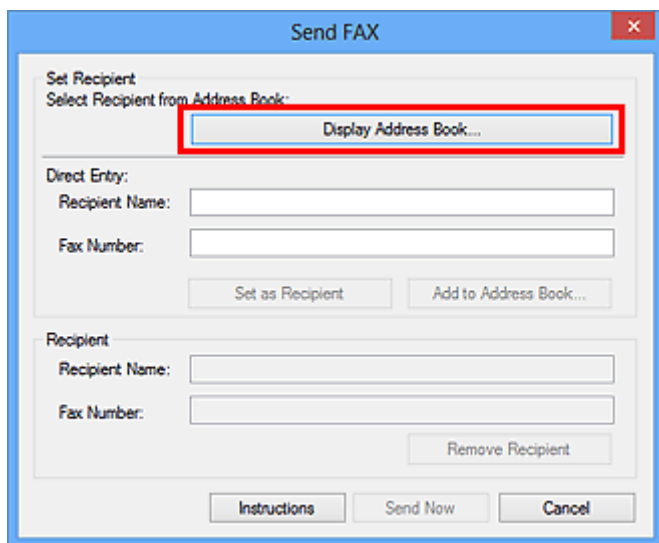 Send FAX
Set Recipient
Select Recipient from Address Book:
Display Address Book...
Direct Entry:
Recipient Name:
Fax Number:
Set as Recipient Add to Address Book...
Recipient
Recipient Name:
Fax Number:
Remove Recipient
Instructions Send Now Cancel